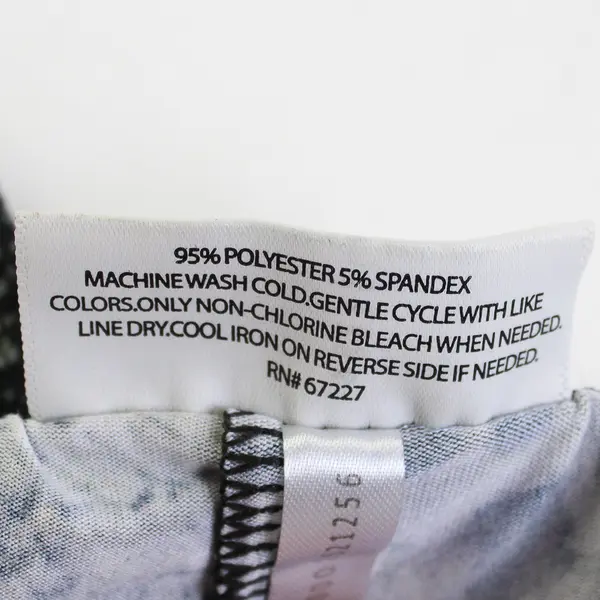 95% POLYESTER 5% SPANDEX
MACHINE WASH COLD.GENTLE CYCLE WITH LIKE
COLORS.ONLY NON-CHLORINE BLEACH WHEN NEEDED.
LINE DRY.COOL IRON ON REVERSE SIDE IF NEEDED.
RN# 67227